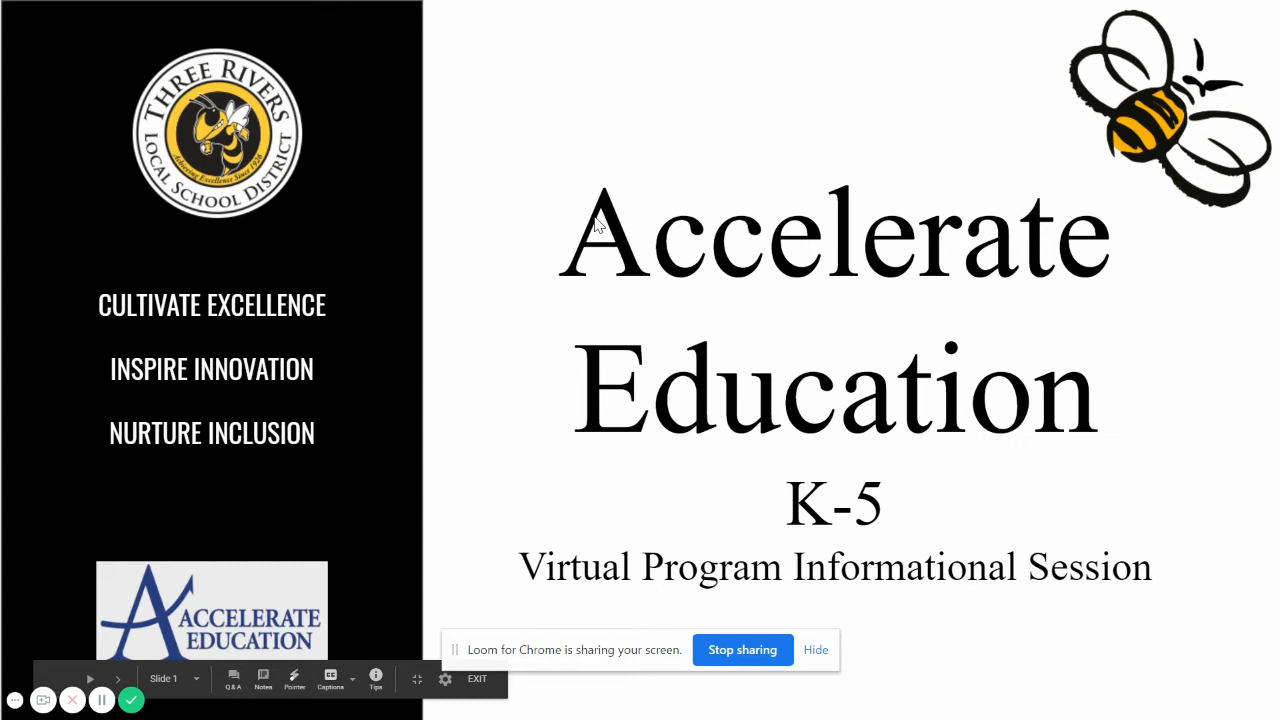 THREE RIVERS
LOCAL SCHOOL DISTRICT
Achieving Excellence Since 1926
CULTIVATE EXCELLENCE
INSPIRE INNOVATION
NURTURE INCLUSION
ACCELERATE
EDUCATION
Accelerate
Education
K-5
Virtual Program Informational Session
Loom for Chrome is sharing your screen.
Stop sharing
Hide
Slide 1
Q & A
Notes
Pointer
Captions
Tips
EXIT